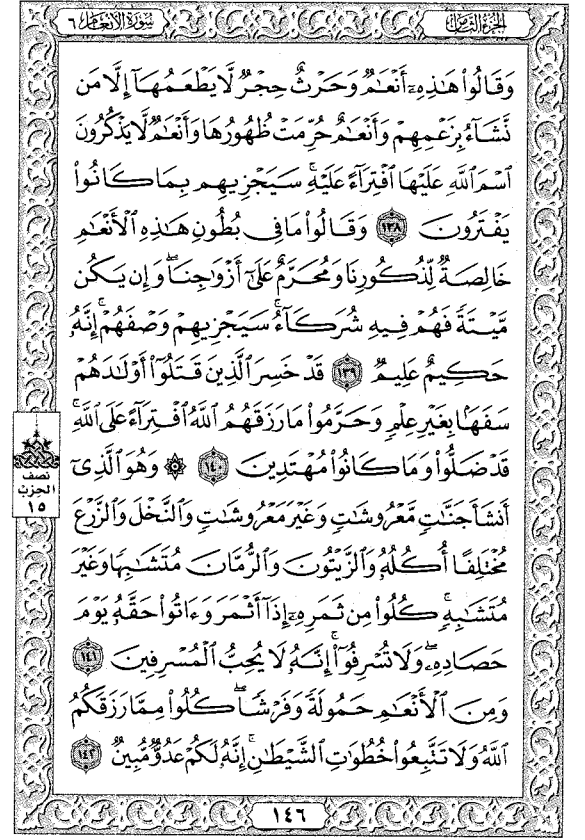 الجزء الثامن
سورة الأنعام ٦
وَقَالُوا۟ هَـٰذِهِۦٓ أَنْعَـٰمٌ وَحَرْثٌ حِجْرٌ لَّا يَطْعَمُهَآ إِلَّا مَن
نَّشَآءُ بِزَعْمِهِمْ وَأَنْعَـٰمٌ حُرِّمَتْ ظُهُورُهَا وَأَنْعَـٰمٌ لَّا يَذْكُرُونَ
ٱسْمَ ٱللَّهِ عَلَيْهَا ٱفْتِرَآءً عَلَيْهِ ۚ سَيَجْزِيهِم بِمَا كَانُوا۟
يَفْتَرُونَ ١٣٨ وَقَالُوا۟ مَا فِى بُطُونِ هَـٰذِهِ ٱلْأَنْعَـٰمِ
خَالِصَةٌ لِّذُكُورِنَا وَمُحَرَّمٌ عَلَىٰٓ أَزْوَٰجِنَا ۖ وَإِن يَكُن
مَّيْتَةً فَهُمْ فِيهِ شُرَكَآءُ ۚ سَيَجْزِيهِمْ وَصْفَهُمْ ۚ إِنَّهُۥ
حَكِيمٌ عَلِيمٌ ١٣٩ قَدْ خَسِرَ ٱلَّذِينَ قَتَلُوٓا۟ أَوْلَـٰدَهُمْ
سَفَهًۢا بِغَيْرِ عِلْمٍ وَحَرَّمُوا۟ مَا رَزَقَهُمُ ٱللَّهُ ٱفْتِرَآءً عَلَى ٱللَّهِ ۚ
قَدْ ضَلُّوا۟ وَمَا كَانُوا۟ مُهْتَدِينَ ١٤٠ ۞ وَهُوَ ٱلَّذِىٓ
أَنشَأَ جَنَّـٰتٍ مَّعْرُوشَـٰتٍ وَغَيْرَ مَعْرُوشَـٰتٍ وَٱلنَّخْلَ وَٱلزَّرْعَ
مُخْتَلِفًا أُكُلُهُۥ وَٱلزَّيْتُونَ وَٱلرُّمَّانَ مُتَشَـٰبِهًا وَغَيْرَ
مُتَشَـٰبِهٍ ۚ كُلُوا۟ مِن ثَمَرِهِۦٓ إِذَآ أَثْمَرَ وَءَاتُوا۟ حَقَّهُۥ يَوْمَ
حَصَادِهِۦ ۖ وَلَا تُسْرِفُوٓا۟ ۚ إِنَّهُۥ لَا يُحِبُّ ٱلْمُسْرِفِينَ ١٤١
وَمِنَ ٱلْأَنْعَـٰمِ حَمُولَةً وَفَرْشًا ۚ كُلُوا۟ مِمَّا رَزَقَكُمُ
ٱللَّهُ وَلَا تَتَّبِعُوا۟ خُطُوَٰتِ ٱلشَّيْطَـٰنِ ۚ إِنَّهُۥ لَكُمْ عَدُوٌّ مُّبِينٌ ١٤٢
نصف
الحزب
١٥
١٤٦